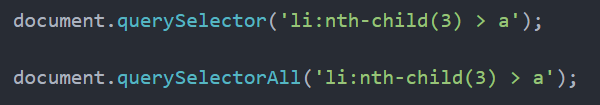 document.querySelector('li:nth-child(3) > a');
document.querySelectorAll('li:nth-child(3) > a');